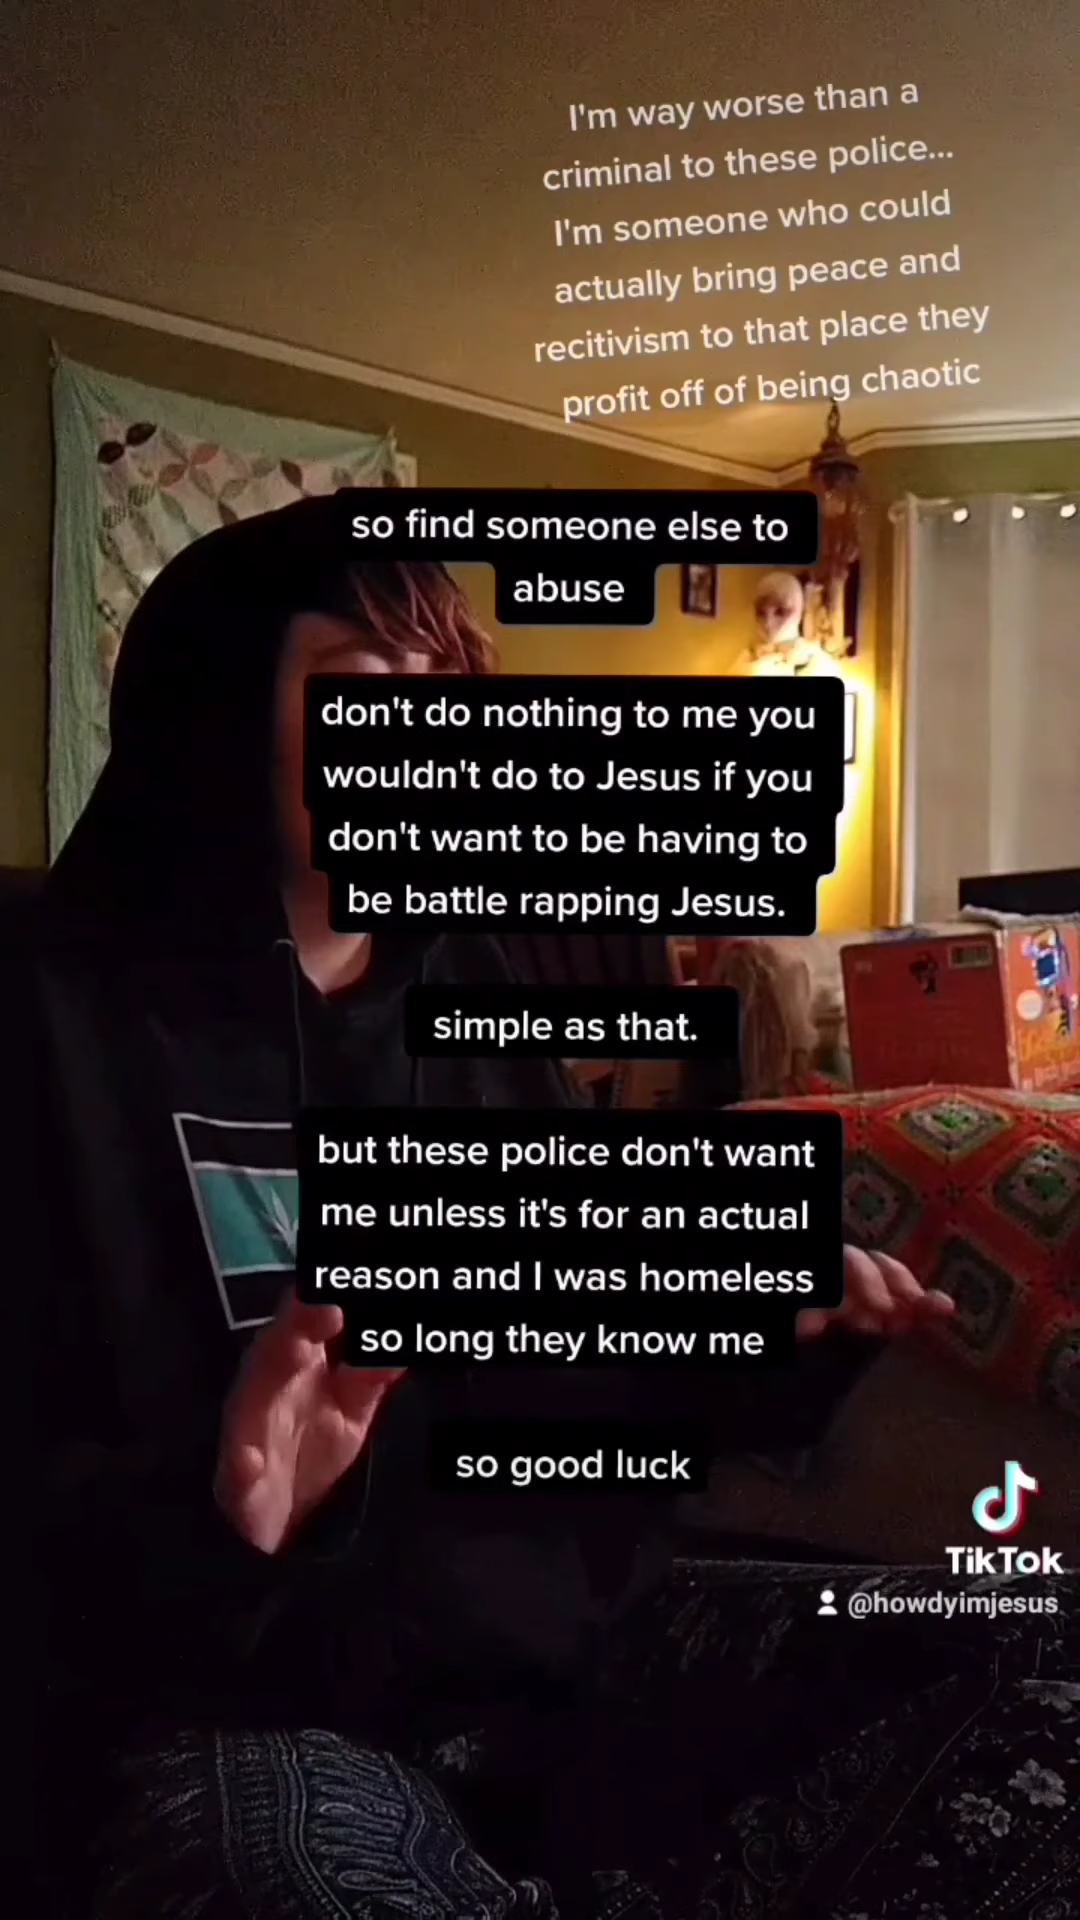 I'm way worse than a
criminal to these police...
I'm someone who could
actually bring peace and
recitivism to that place they
profit off of being chaotic
so find someone else to
abuse
don't do nothing to me you
wouldn't do to Jesus if you
don't want to be having to
be battle rapping Jesus.
simple as that.
but these police don't want
me unless it's for an actual
reason and I was homeless
so long they know me
so good luck
TikTok
@howdyimjesus